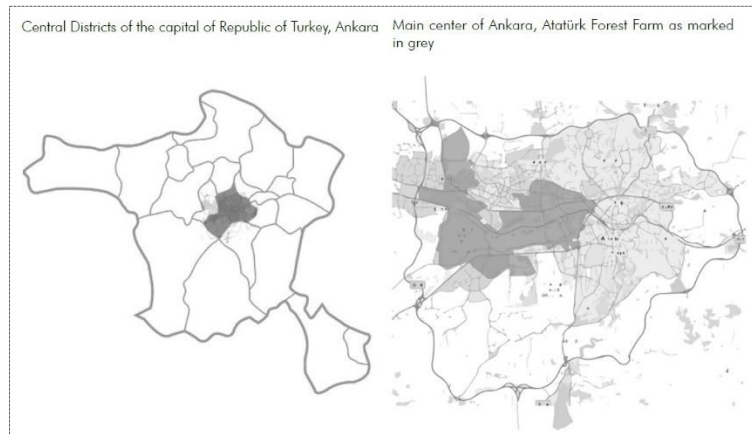 Central Districts of the capital of Republic of Turkey, Ankara
Main center of Ankara, Atatürk Forest Farm as marked
in grey